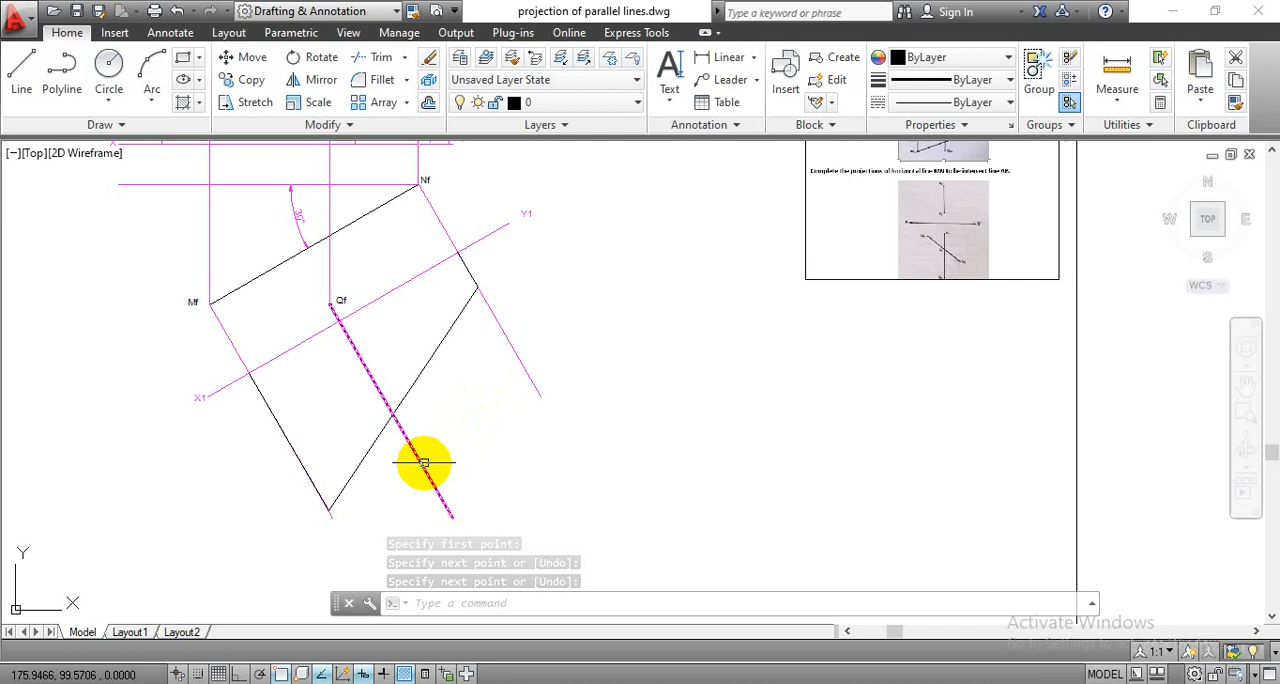 Drafting & Annotation
projection of parallel lines.dwg
Type a keyword or phrase
Sign In
Home Insert Annotate Layout Parametric View Manage Output Plug-ins Online Express Tools
Line
Polyline
Circle
Arc
Move
Copy
Stretch
Rotate
Mirror
Scale
Trim
Fillet
Array
Unsaved Layer State
0
Text
Linear
Leader
Table
Insert
Create
Edit
ByLayer
ByLayer
ByLayer
Group
Measure
Paste
Draw
Modify
Layers
Annotation
Block
Properties
Groups
Utilities
Clipboard
[−][Top][2D Wireframe]
X
Nf
30°
Y1
Mf
Qf
X1
N
W
TOP
E
S
WCS
Specify first point:
Specify next point or [Undo]:
Specify next point or [Undo]:
Type a command
Y
X
Activate Windows
Model Layout1 Layout2
1:1
175.9466, 99.5706, 0.0000
MODEL